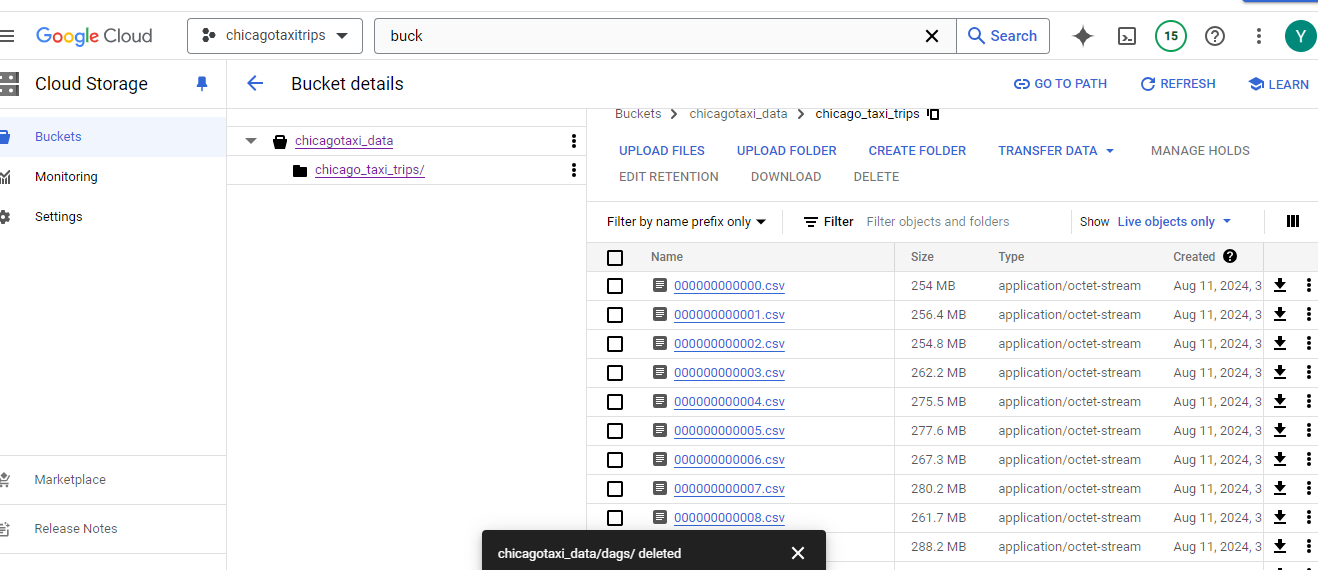 Google Cloud
chicagotaxitrips
buck
Search
15
Y
Cloud Storage
Bucket details
GO TO PATH
REFRESH
LEARN
Buckets
Monitoring
Settings
Marketplace
Release Notes
chicagotaxi_data
chicago_taxi_trips/
Buckets > chicagotaxi_data > chicago_taxi_trips
UPLOAD FILES UPLOAD FOLDER CREATE FOLDER TRANSFER DATA MANAGE HOLDS
EDIT RETENTION DOWNLOAD DELETE
Filter by name prefix only Filter Filter objects and folders Show Live objects only
Name Size Type Created
000000000000.csv 254 MB application/octet-stream Aug 11, 2024, 3
000000000001.csv 256.4 MB application/octet-stream Aug 11, 2024, 3
000000000002.csv 254.8 MB application/octet-stream Aug 11, 2024, 3
000000000003.csv 262.2 MB application/octet-stream Aug 11, 2024, 3
000000000004.csv 275.5 MB application/octet-stream Aug 11, 2024, 3
000000000005.csv 277.6 MB application/octet-stream Aug 11, 2024, 3
000000000006.csv 267.3 MB application/octet-stream Aug 11, 2024, 3
000000000007.csv 280.2 MB application/octet-stream Aug 11, 2024, 3
000000000008.csv 261.7 MB application/octet-stream Aug 11, 2024, 3
288.2 MB application/octet-stream Aug 11, 2024, 3
chicagotaxi_data/dags/ deleted